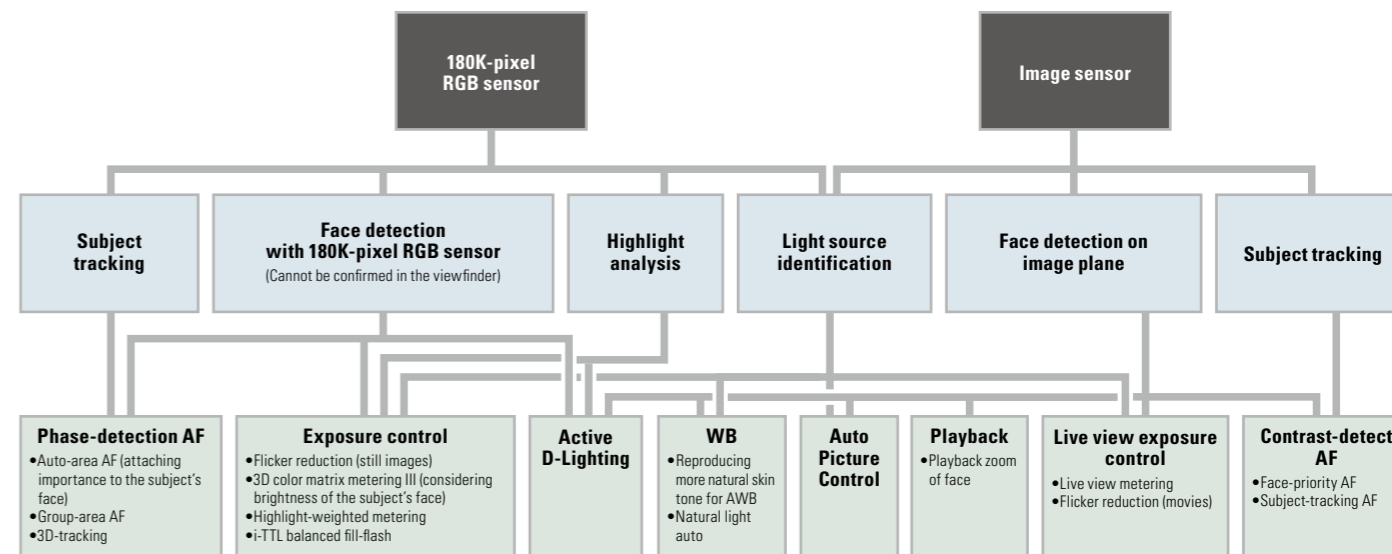 180K-pixel
RGB sensor
Image sensor
Subject
tracking
Face detection
with 180K-pixel RGB sensor
(Cannot be confirmed in the viewfinder)
Highlight
analysis
Light source
identification
Face detection on
image plane
Subject tracking
Phase-detection AF
•Auto-area AF (attaching
importance to the subject's
face)
•Group-area AF
•3D-tracking
Exposure control
•Flicker reduction (still images)
•3D color matrix metering III (considering
brightness of the subject's face)
•Highlight-weighted metering
•i-TTL balanced fill-flash
Active
D-Lighting
WB
•Reproducing
more natural skin
tone for AWB
•Natural light
auto
Auto
Picture
Control
Playback
•Playback zoom
of face
Live view exposure
control
•Live view metering
•Flicker reduction (movies)
Contrast-detect
AF
•Face-priority AF
•Subject-tracking AF